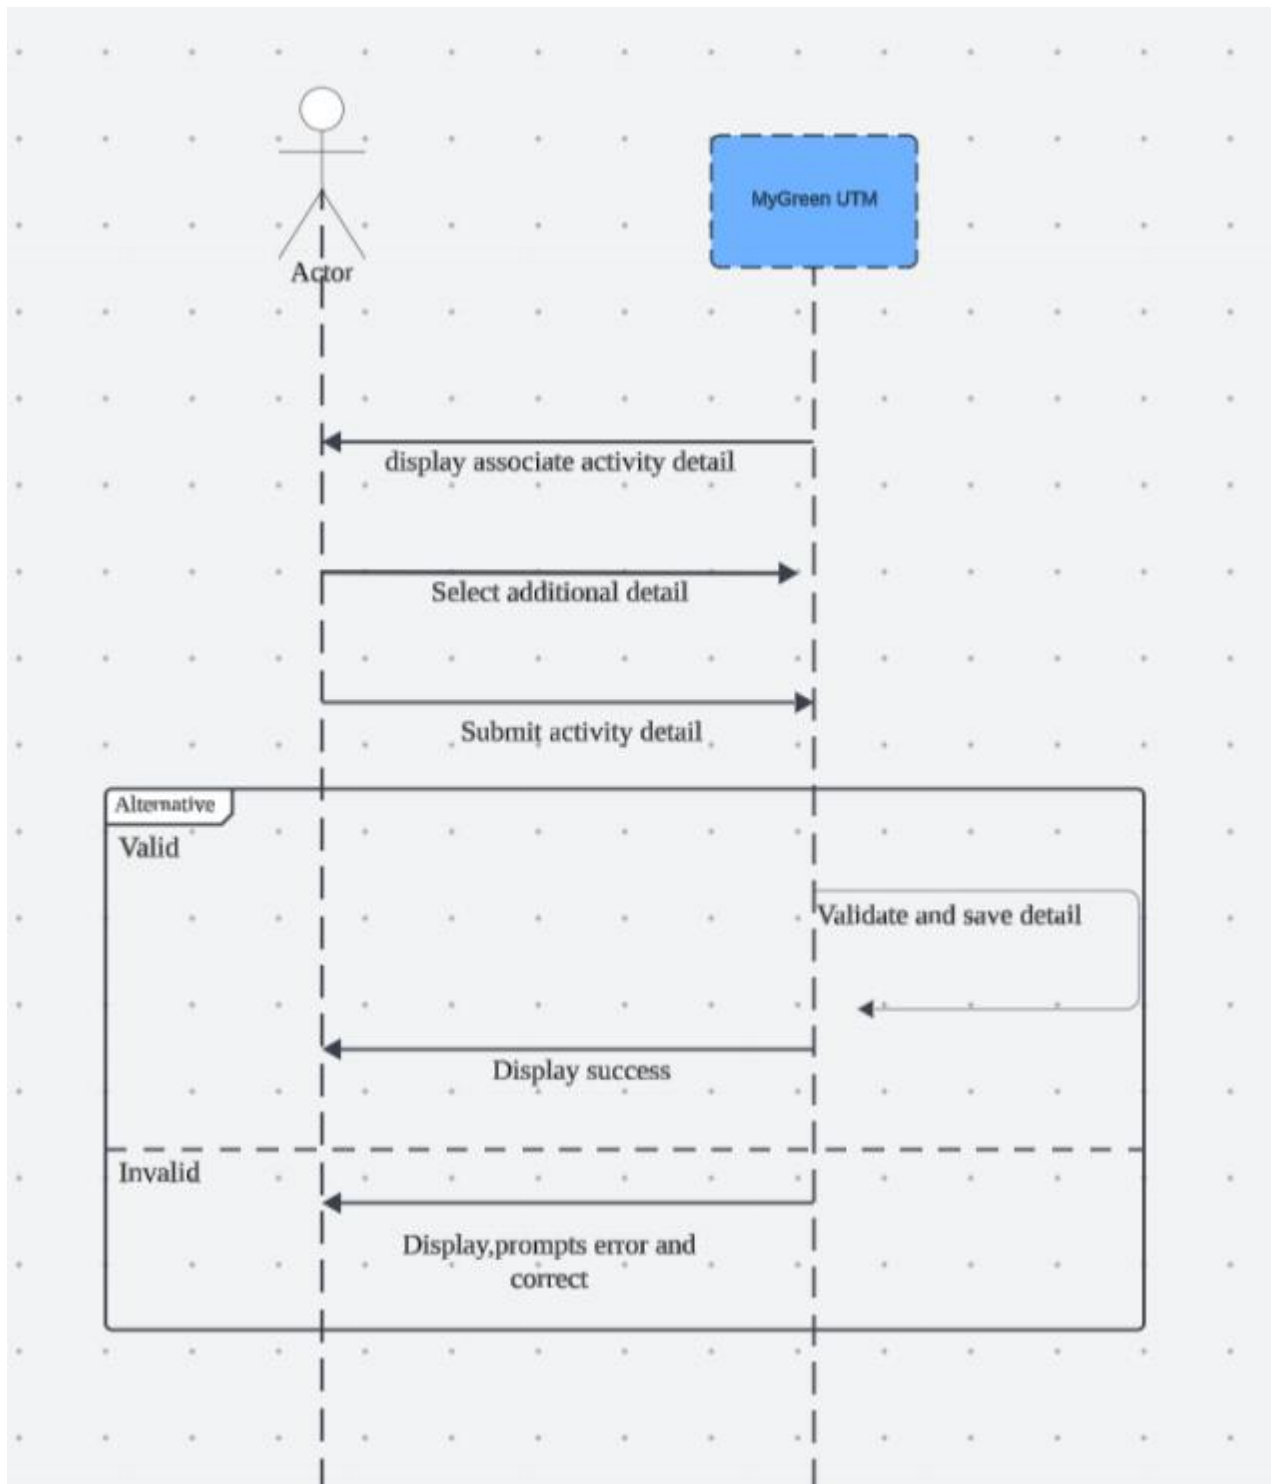 MyGreen UTM
Actor
display associate activity detail
Select additional detail
Submit activity detail
Alternative
Valid
Validate and save detail
Display success
Invalid
Display,prompts error and
correct